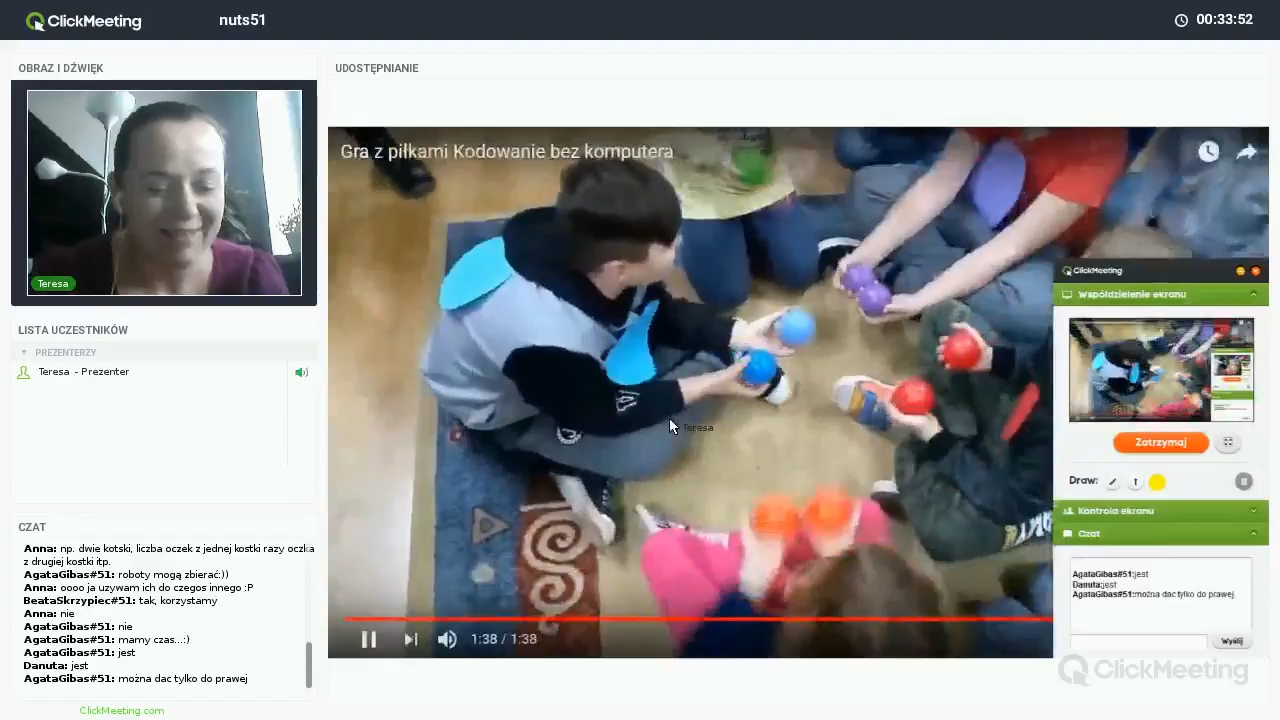 ClickMeeting
nuts51
00:33:52
OBRAZ I DŹWIĘK
Teresa
LISTA UCZESTNIKÓW
PREZENTERZY
Teresa - Prezenter
CZAT
Anna: np. dwie kotski, liczba oczek z jednej kostki razy oczka
z drugiej kostki itp.
AgataGibas#51: roboty mogą zbierać:))
Anna: oooo ja uzywam ich do czegos innego :P
BeataSkrzypiec#51: tak, korzystamy
Anna: nie
AgataGibas#51: nie
AgataGibas#51: mamy czas...:)
AgataGibas#51: jest
Danuta: jest
AgataGibas#51: można dac tylko do prawej
ClickMeeting.com
UDOSTĘPNIANIE
Gra z piłkami Kodowanie bez komputera
Teresa
1:38 / 1:38
ClickMeeting
Współdzielenie ekranu
Zatrzymaj
Draw:
Kontrola ekranu
Czat
AgataGibas#51:jest
Danuta:jest
AgataGibas#51:można dac tylko do prawej
Wyślij
ClickMeeting